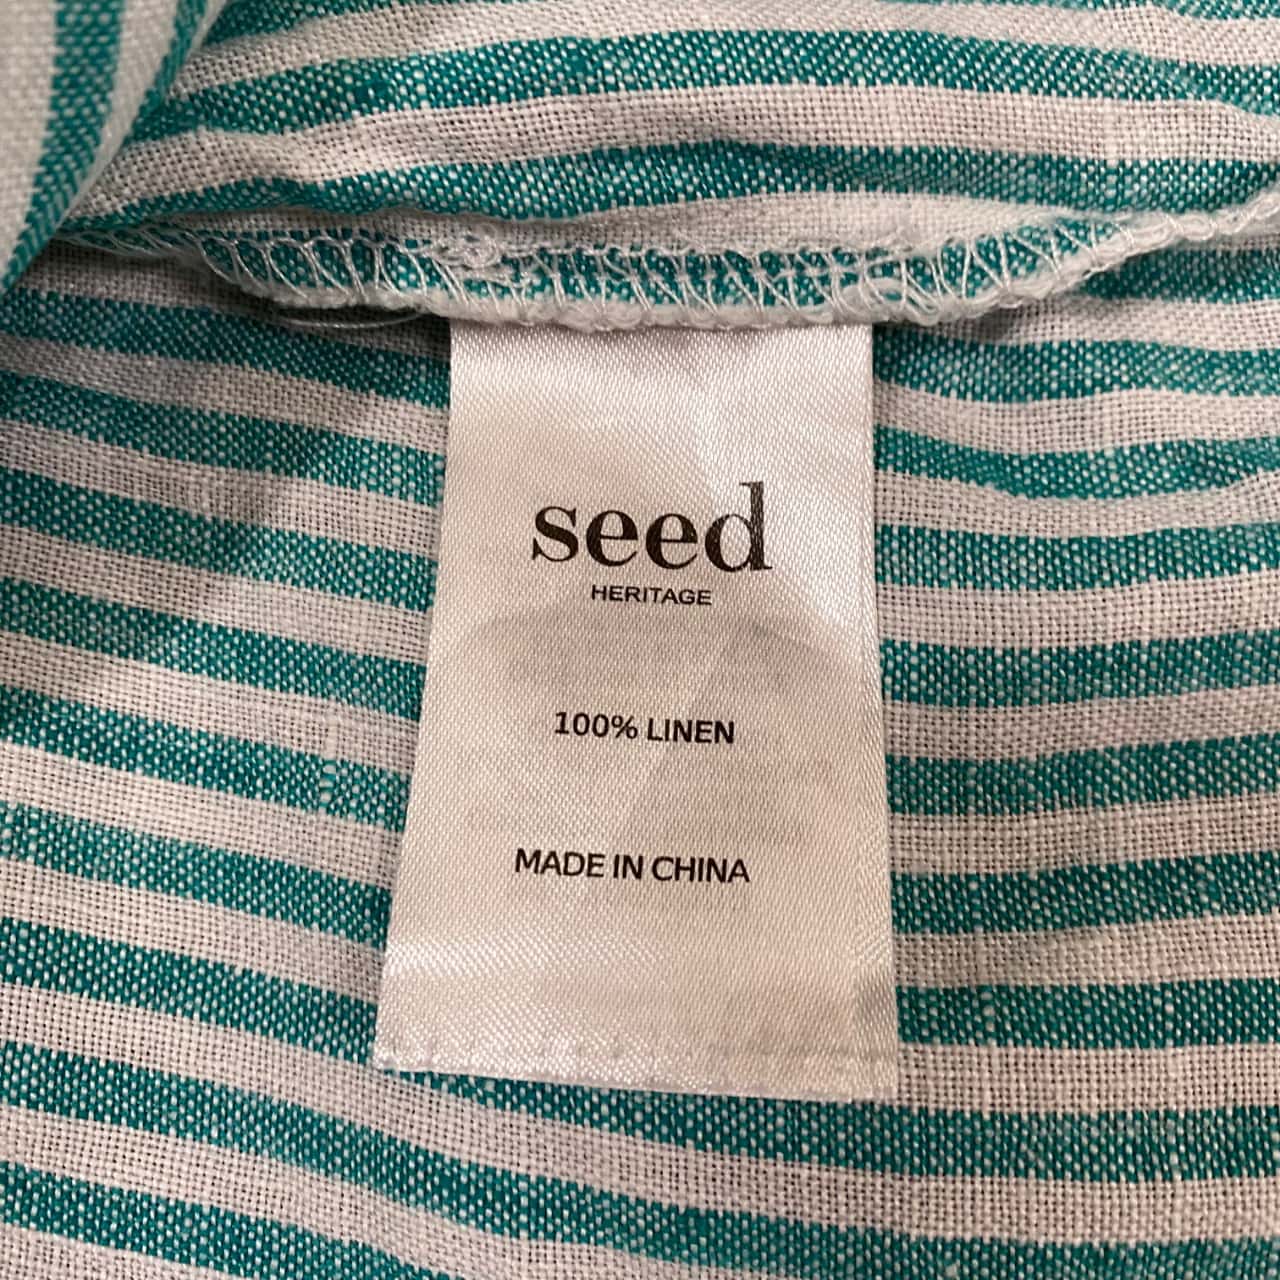 seed
HERITAGE
100% LINEN
MADE IN CHINA